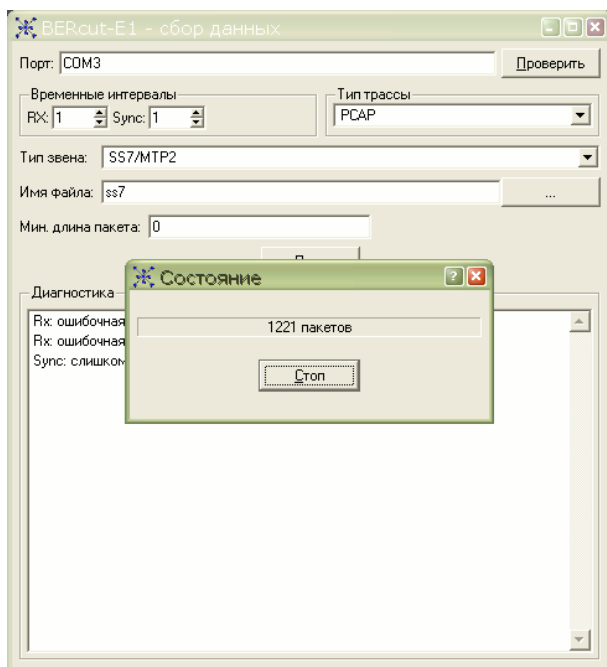 BERcut-E1 - сбор данных
Порт: COM3 Проверить
Временные интервалы Тип трассы
RX: 1 Sync: 1 PCAP
Тип звена: SS7/MTP2
Имя файла: ss7 ...
Мин. длина пакета: 0
Состояние
Диагностика
Rx: ошибочная
1221 пакетов
Rx: ошибочная
Sync: слишком
Стоп